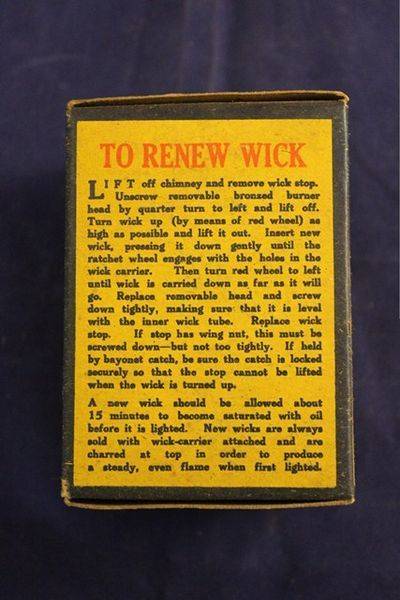 TO RENEW WICK
LIFT off chimney and remove wick stop.
Unscrew removable bronzed burner
head by quarter turn to left and lift off.
Turn wick up (by means of red wheel) as
high as possible and lift it out. Insert new
wick, pressing it down gently until the
ratchet wheel engages with the holes in the
wick carrier. Then turn red wheel to left
until wick is carried down as far as it will
go. Replace removable head and screw
down tightly, making sure that it is level
with the inner wick tube. Replace wick
stop. If stop has wing nut, this must be
screwed down—but not too tightly. If held
by bayonet catch, be sure the catch is locked
securely so that the stop cannot be lifted
when the wick is turned up.
A new wick should be allowed about
15 minutes to become saturated with oil
before it is lighted. New wicks are always
sold with wick-carrier attached and are
charred at top in order to produce
a steady, even flame when first lighted.